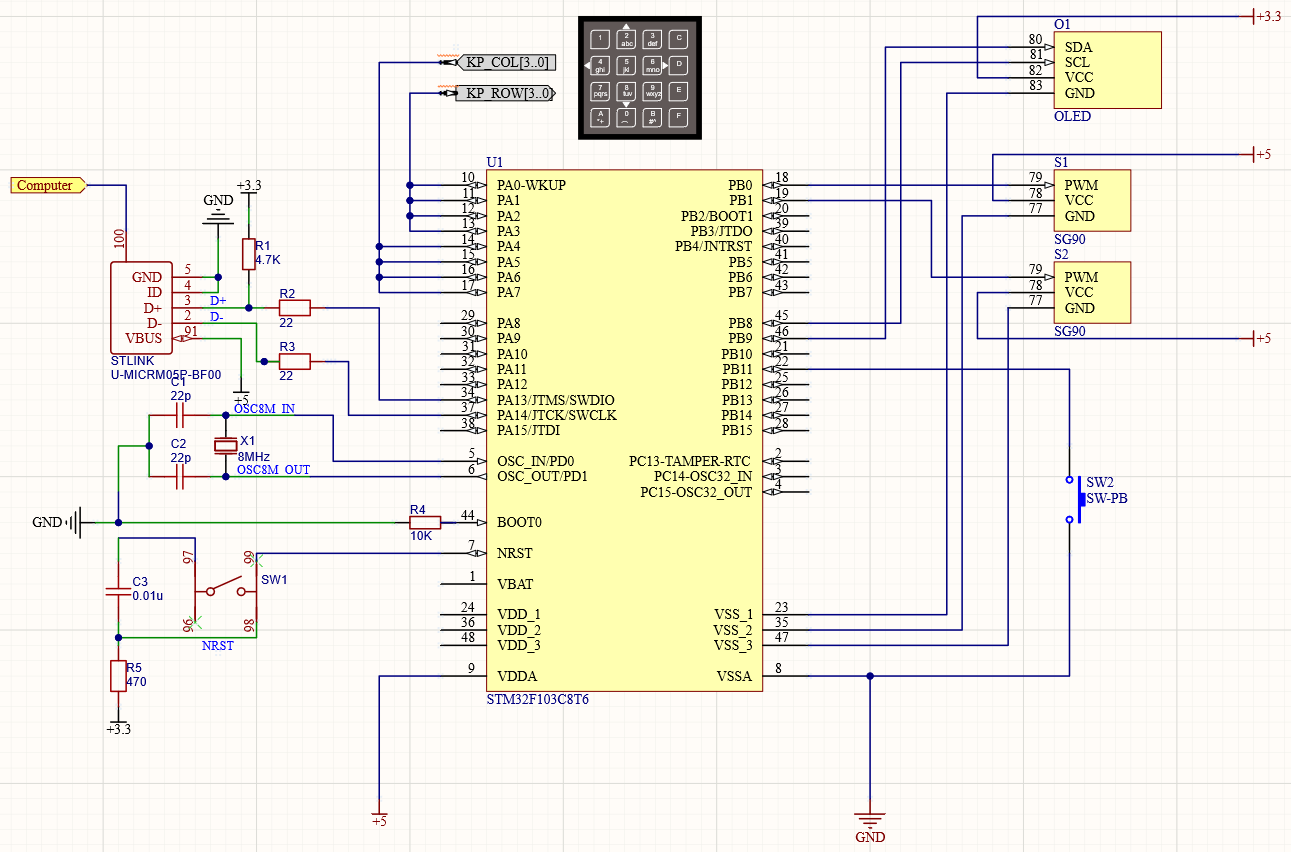 +3.3
O1
80 SDA
81 SCL
82 VCC
83 GND
OLED
KP_COL[3..0]
KP_ROW[3..0]
1 2 abc 3 def C
4 ghi 5 jkl 6 mno D
7 pqrs 8 tuv 9 wxyz E
A *+ 0 B #^ F
+5
S1
79 PWM
78 VCC
77 GND
SG90
S2
79 PWM
78 VCC
77 GND
SG90
+5
Computer
GND
+3.3
R1
4.7K
100
GND 5
ID 4
D+ 3 D+
D- 2 D-
VBUS 91
STLINK
U-MICRM05P-BF00
R2
22
R3
22
+5
C1
22p
OSC8M_IN
X1
8MHz
C2
22p
OSC8M_OUT
GND
R4
10K
97
99
SW1
C3
0.01u
96
98
NRST
R5
470
+3.3
U1
10 PA0-WKUP PB0 18
11 PA1 PB1 19
12 PA2 PB2/BOOT1 20
13 PA3 PB3/JTDO 39
14 PA4 PB4/JNTRST 40
15 PA5 PB5 41
16 PA6 PB6 42
17 PA7 PB7 43
29 PA8 PB8 45
30 PA9 PB9 46
31 PA10 PB10 21
32 PA11 PB11 22
33 PA12 PB12 25
34 PA13/JTMS/SWDIO PB13 26
37 PA14/JTCK/SWCLK PB14 27
38 PA15/JTDI PB15 28
5 OSC_IN/PD0 PC13-TAMPER-RTC 2
6 OSC_OUT/PD1 PC14-OSC32_IN 3
PC15-OSC32_OUT 4
44 BOOT0
7 NRST
1 VBAT
24 VDD_1 VSS_1 23
36 VDD_2 VSS_2 35
48 VDD_3 VSS_3 47
9 VDDA VSSA 8
STM32F103C8T6
SW2
SW-PB
+5
GND